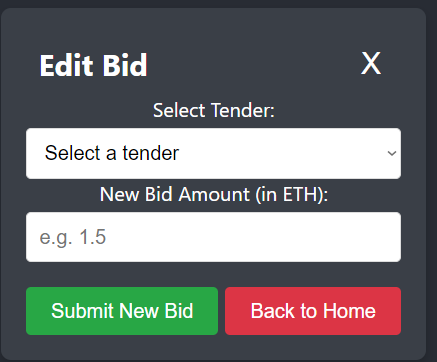 Edit Bid X
Select Tender:
Select a tender
New Bid Amount (in ETH):
e.g. 1.5
Submit New Bid Back to Home